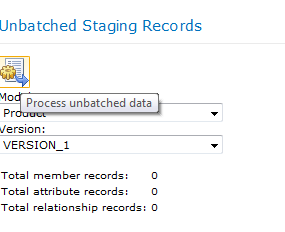 Unbatched Staging Records
Process unbatched data
Product
Version:
VERSION_1
Total member records: 0
Total attribute records: 0
Total relationship records: 0